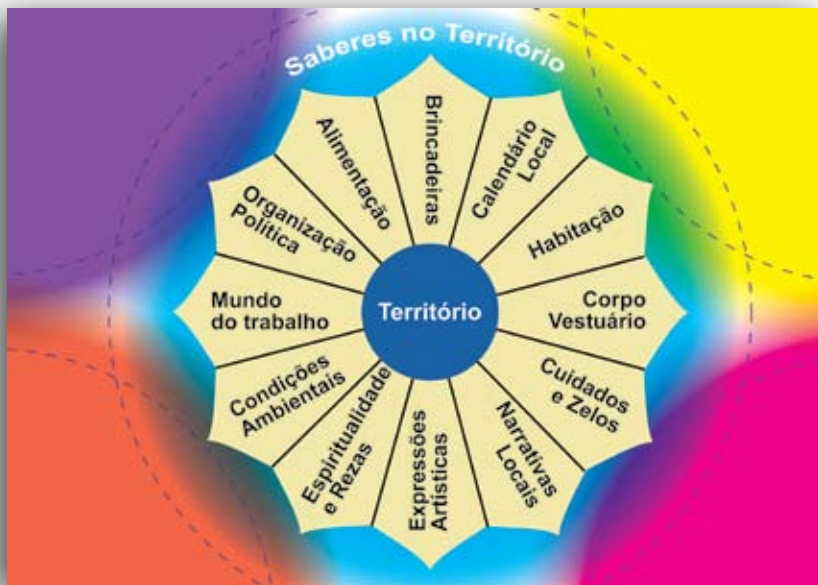 Saberes no Território
Brincadeiras
Calendário
Local
Habitação
Corpo
Vestuário
Cuidados
e Zelos
Narrativas
Locais
Expressões
Artísticas
Espiritualidade
e Rezas
Condições
Ambientais
Mundo
do trabalho
Organização
Política
Alimentação
Território